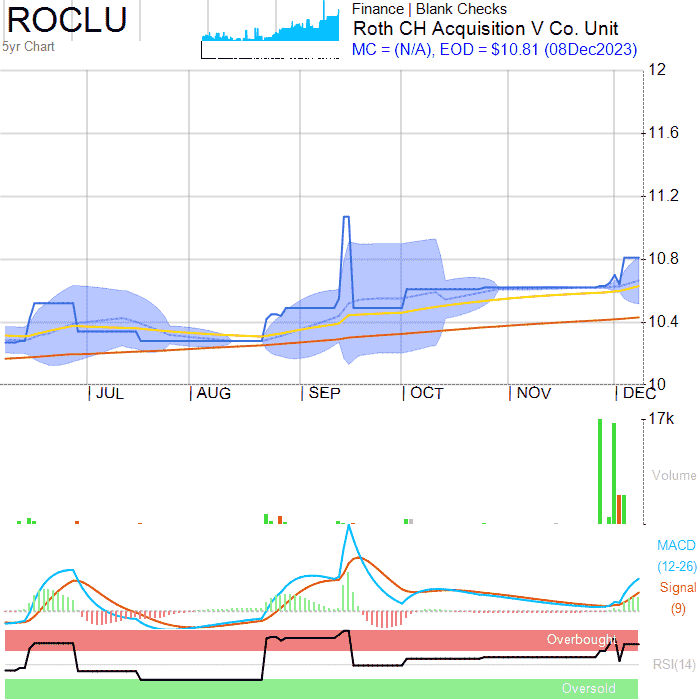 ROCLU
5yr Chart
Finance | Blank Checks
Roth CH Acquisition V Co. Unit
MC = (N/A), EOD = $10.81 (08Dec2023)
12
11.6
11.2
10.8
10.4
10
JUL
AUG
SEP
OCT
NOV
DEC
17k
Volume
MACD
(12-26)
Signal
(9)
Overbought
RSI(14)
Oversold